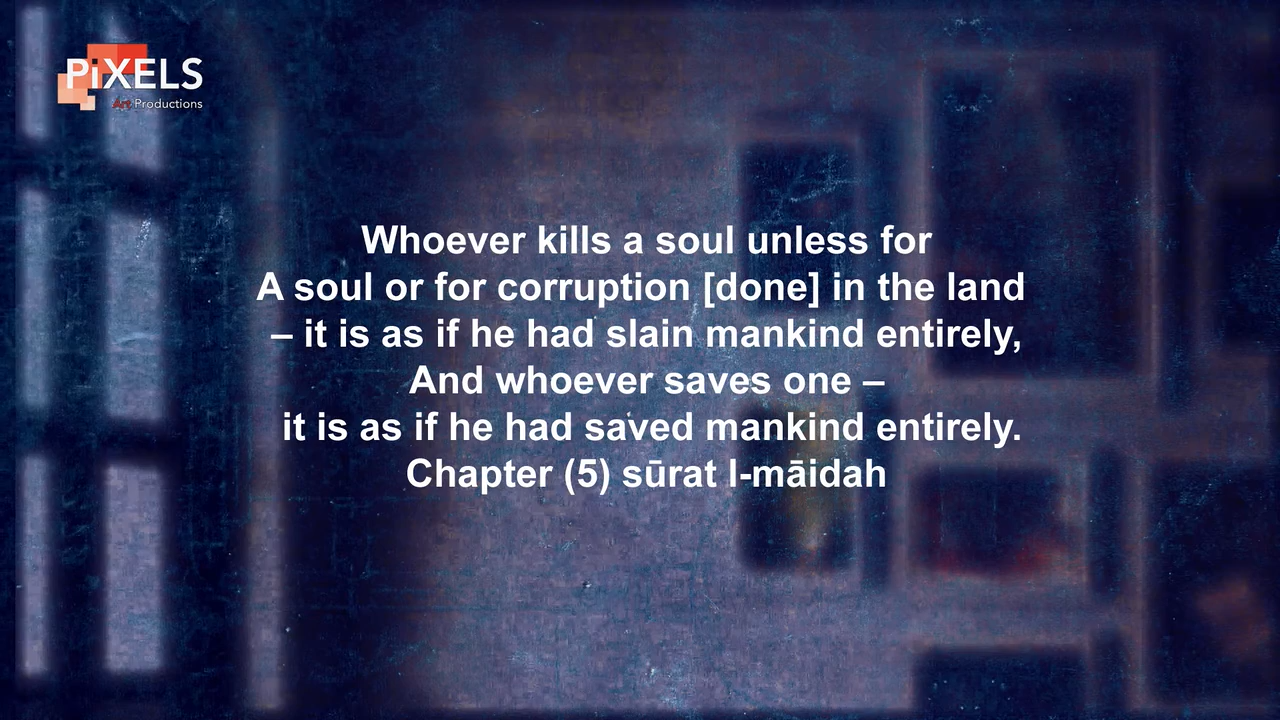 PiXELS
Art Productions
Whoever kills a soul unless for
A soul or for corruption [done] in the land
– it is as if he had slain mankind entirely,
And whoever saves one –
it is as if he had saved mankind entirely.
Chapter (5) sūrat l-māidah